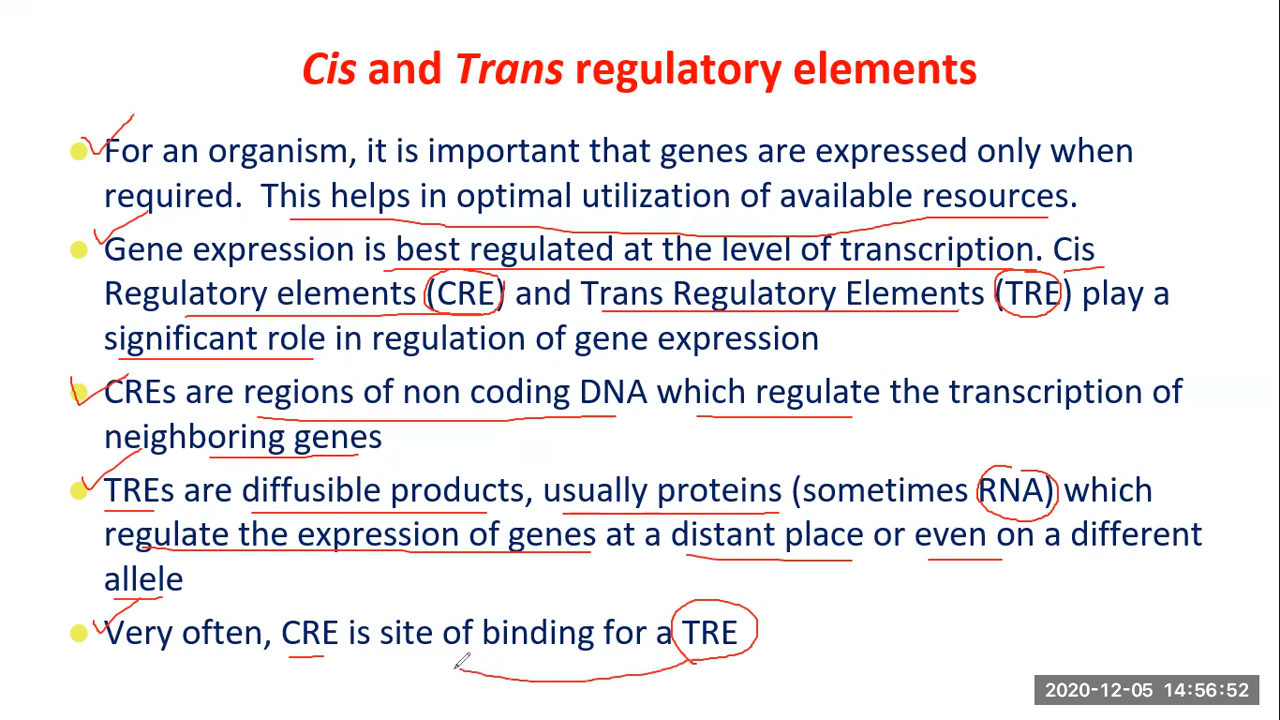 Cis and Trans regulatory elements
For an organism, it is important that genes are expressed only when
required. This helps in optimal utilization of available resources.
Gene expression is best regulated at the level of transcription. Cis
Regulatory elements (CRE) and Trans Regulatory Elements (TRE) play a
significant role in regulation of gene expression
CREs are regions of non coding DNA which regulate the transcription of
neighboring genes
TREs are diffusible products, usually proteins (sometimes RNA) which
regulate the expression of genes at a distant place or even on a different
allele
Very often, CRE is site of binding for a TRE
2020-12-05 14:56:52